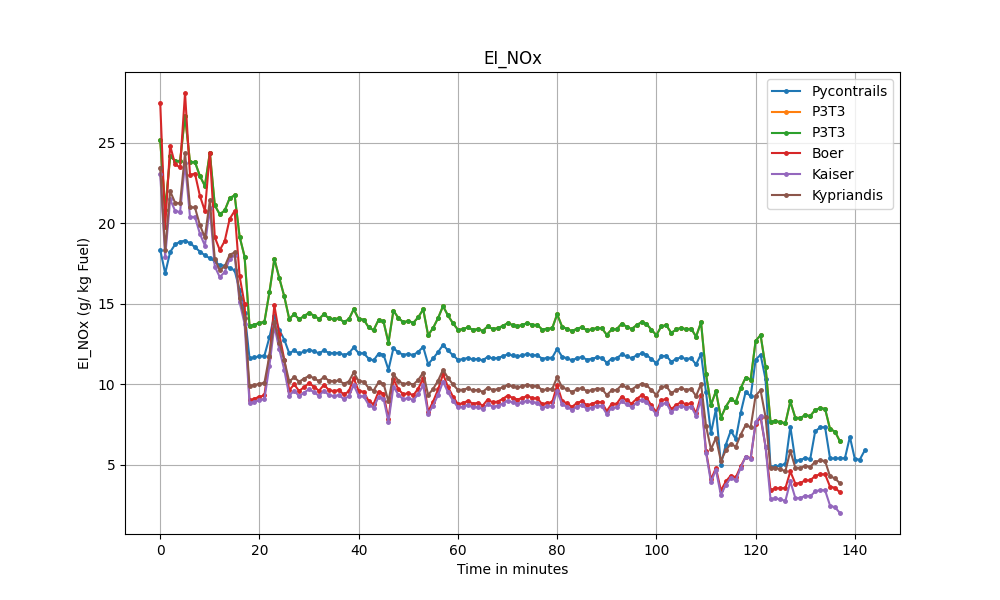 EI_NOx
Pycontrails
P3T3
P3T3
Boer
Kaiser
Kypriandis
EI_NOx (g/ kg Fuel)
25
20
15
10
5
0 20 40 60 80 100 120 140
Time in minutes